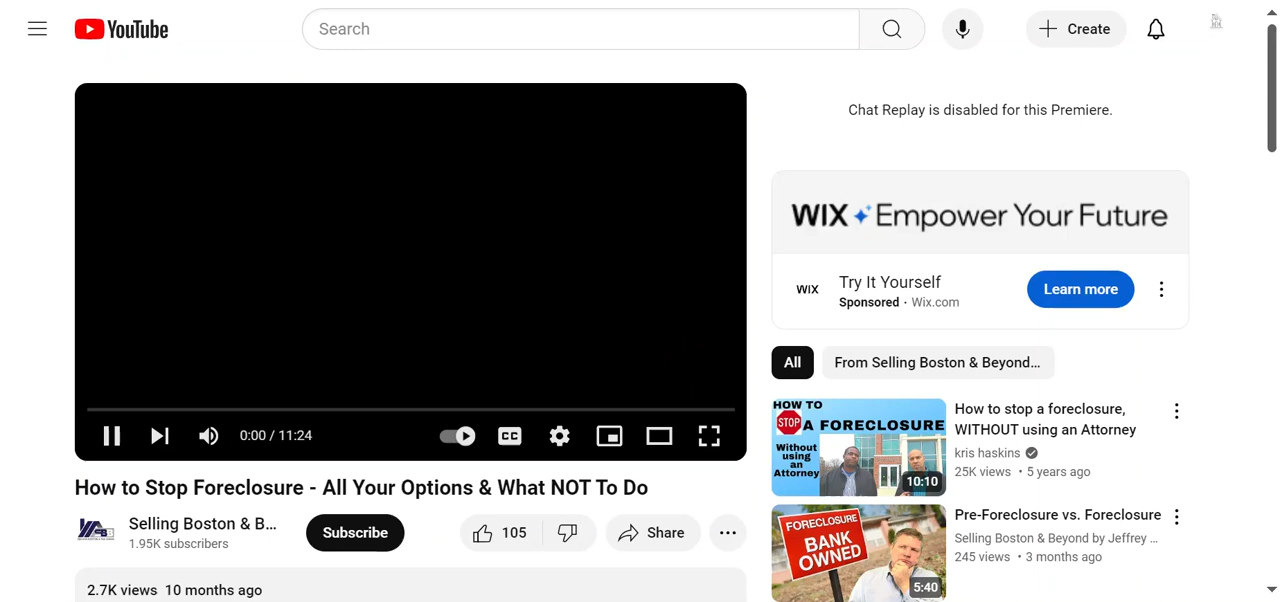 YouTube
Search
Create
Chat Replay is disabled for this Premiere.
WIX Empower Your Future
WIX
Try It Yourself
Sponsored · Wix.com
Learn more
All
From Selling Boston & Beyond…
0:00 / 11:24
CC
How to Stop Foreclosure - All Your Options & What NOT To Do
Selling Boston & B…
1.95K subscribers
Subscribe
105
Share
2.7K views 10 months ago
HOW TO
STOP A FORECLOSURE
Without
using
an
Attorney
10:10
How to stop a foreclosure,
WITHOUT using an Attorney
kris haskins
25K views • 5 years ago
FORECLOSURE
BANK
OWNED
5:40
Pre-Foreclosure vs. Foreclosure
Selling Boston & Beyond by Jeffrey …
245 views • 3 months ago